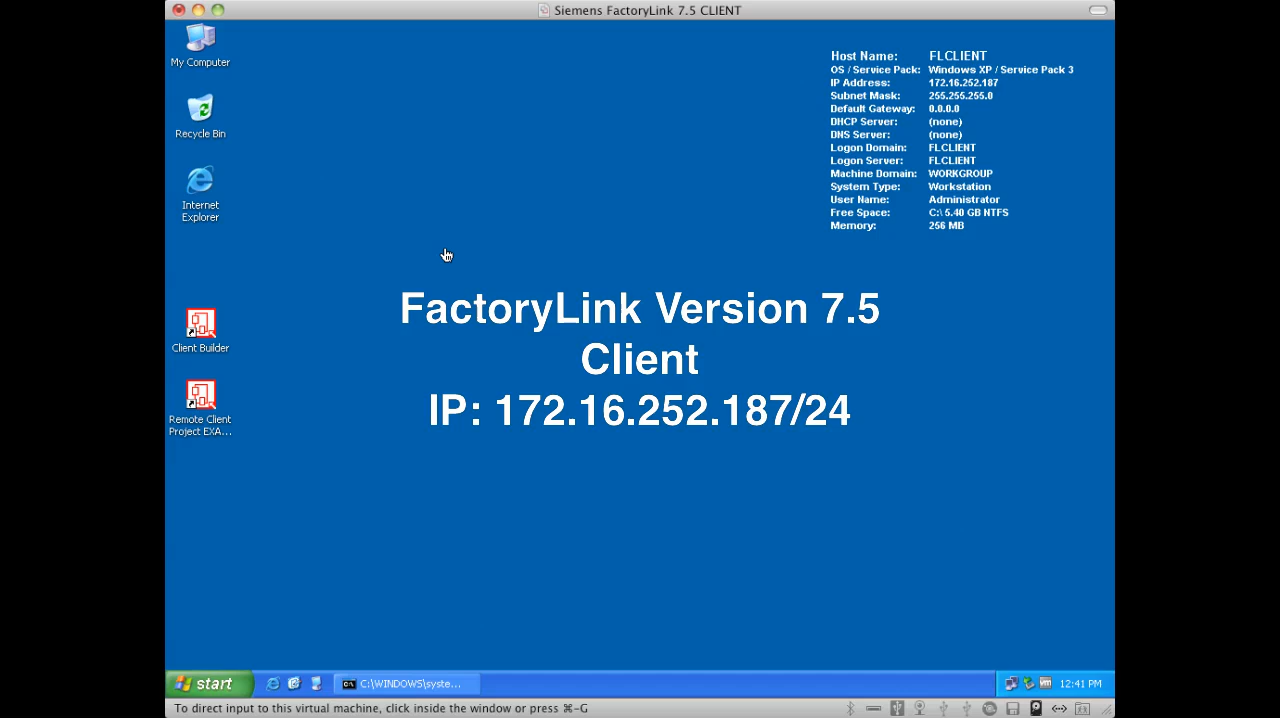 Siemens FactoryLink 7.5 CLIENT
My Computer
Recycle Bin
Internet
Explorer
Client Builder
Remote Client
Project EXA...
Host Name: FLCLIENT
OS / Service Pack: Windows XP / Service Pack 3
IP Address: 172.16.252.187
Subnet Mask: 255.255.255.0
Default Gateway: 0.0.0.0
DHCP Server: (none)
DNS Server: (none)
Logon Domain: FLCLIENT
Logon Server: FLCLIENT
Machine Domain: WORKGROUP
System Type: Workstation
User Name: Administrator
Free Space: C:\ 5.40 GB NTFS
Memory: 256 MB
FactoryLink Version 7.5
Client
IP: 172.16.252.187/24
start
C:\WINDOWS\syste...
12:41 PM
To direct input to this virtual machine, click inside the window or press ⌘-G